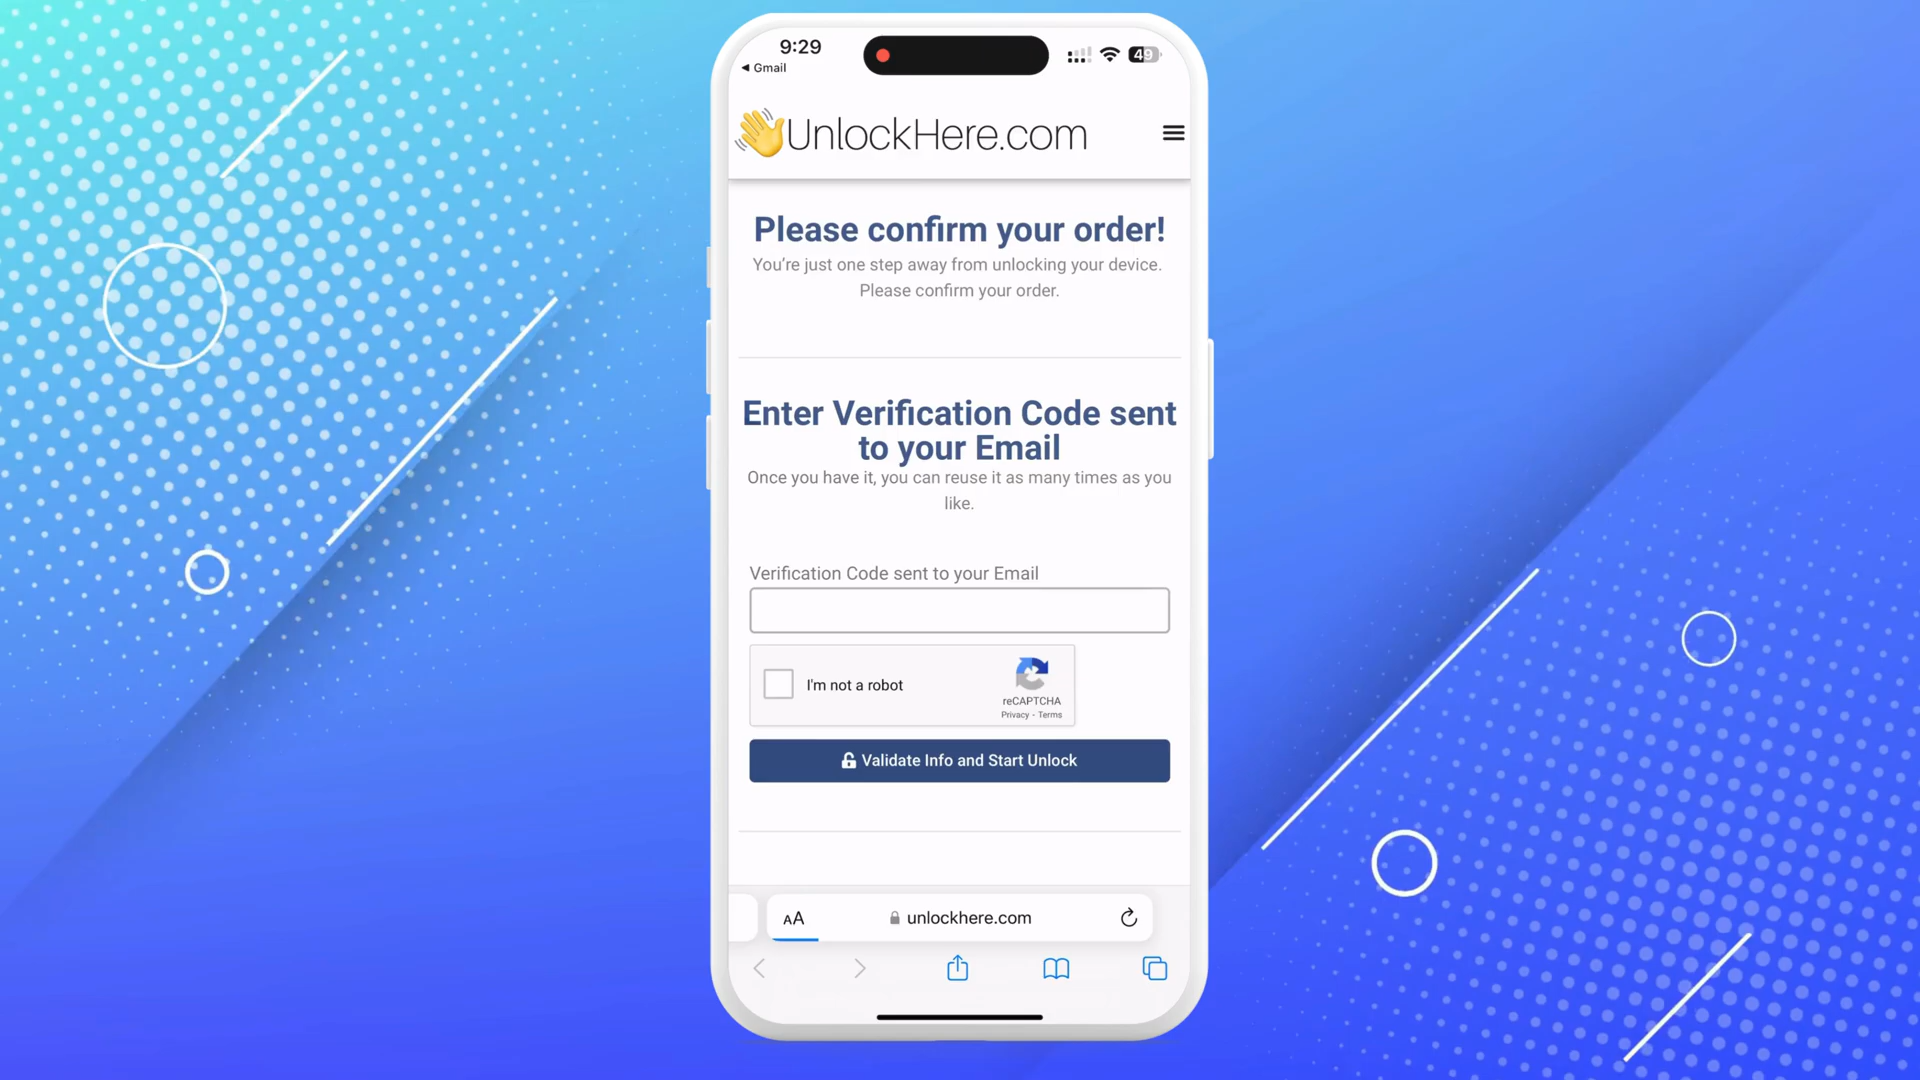 9:29
49
◀ Gmail
UnlockHere.com
Please confirm your order!
You’re just one step away from unlocking your device.
Please confirm your order.
Enter Verification Code sent
to your Email
Once you have it, you can reuse it as many times as you
like.
Verification Code sent to your Email
I'm not a robot
reCAPTCHA
Privacy - Terms
Validate Info and Start Unlock
AA
unlockhere.com